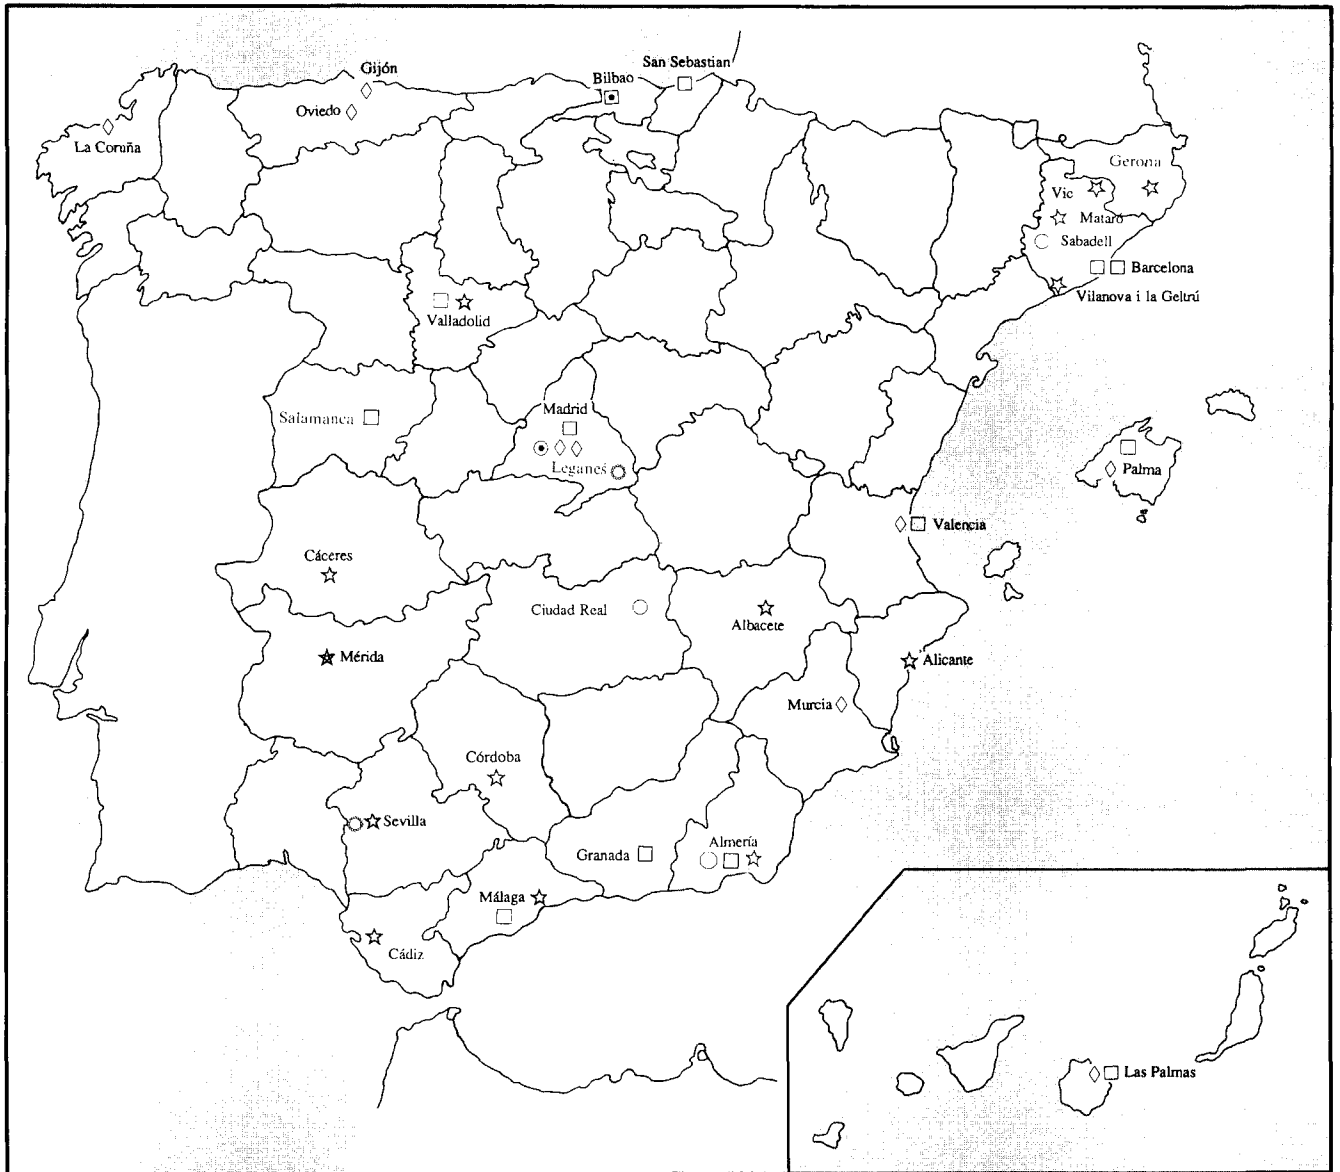 San Sebastian
Gijón
Bilbao
Oviedo
La Coruña
Gerona
Vic
Mataró
Sabadell
Barcelona
Vilanova i la Geltrú
Valladolid
Madrid
Salamanca
Leganés
Palma
Valencia
Cáceres
Ciudad Real
Albacete
Mérida
Alicante
Murcia
Córdoba
Sevilla
Almería
Granada
Málaga
Cádiz
Las Palmas